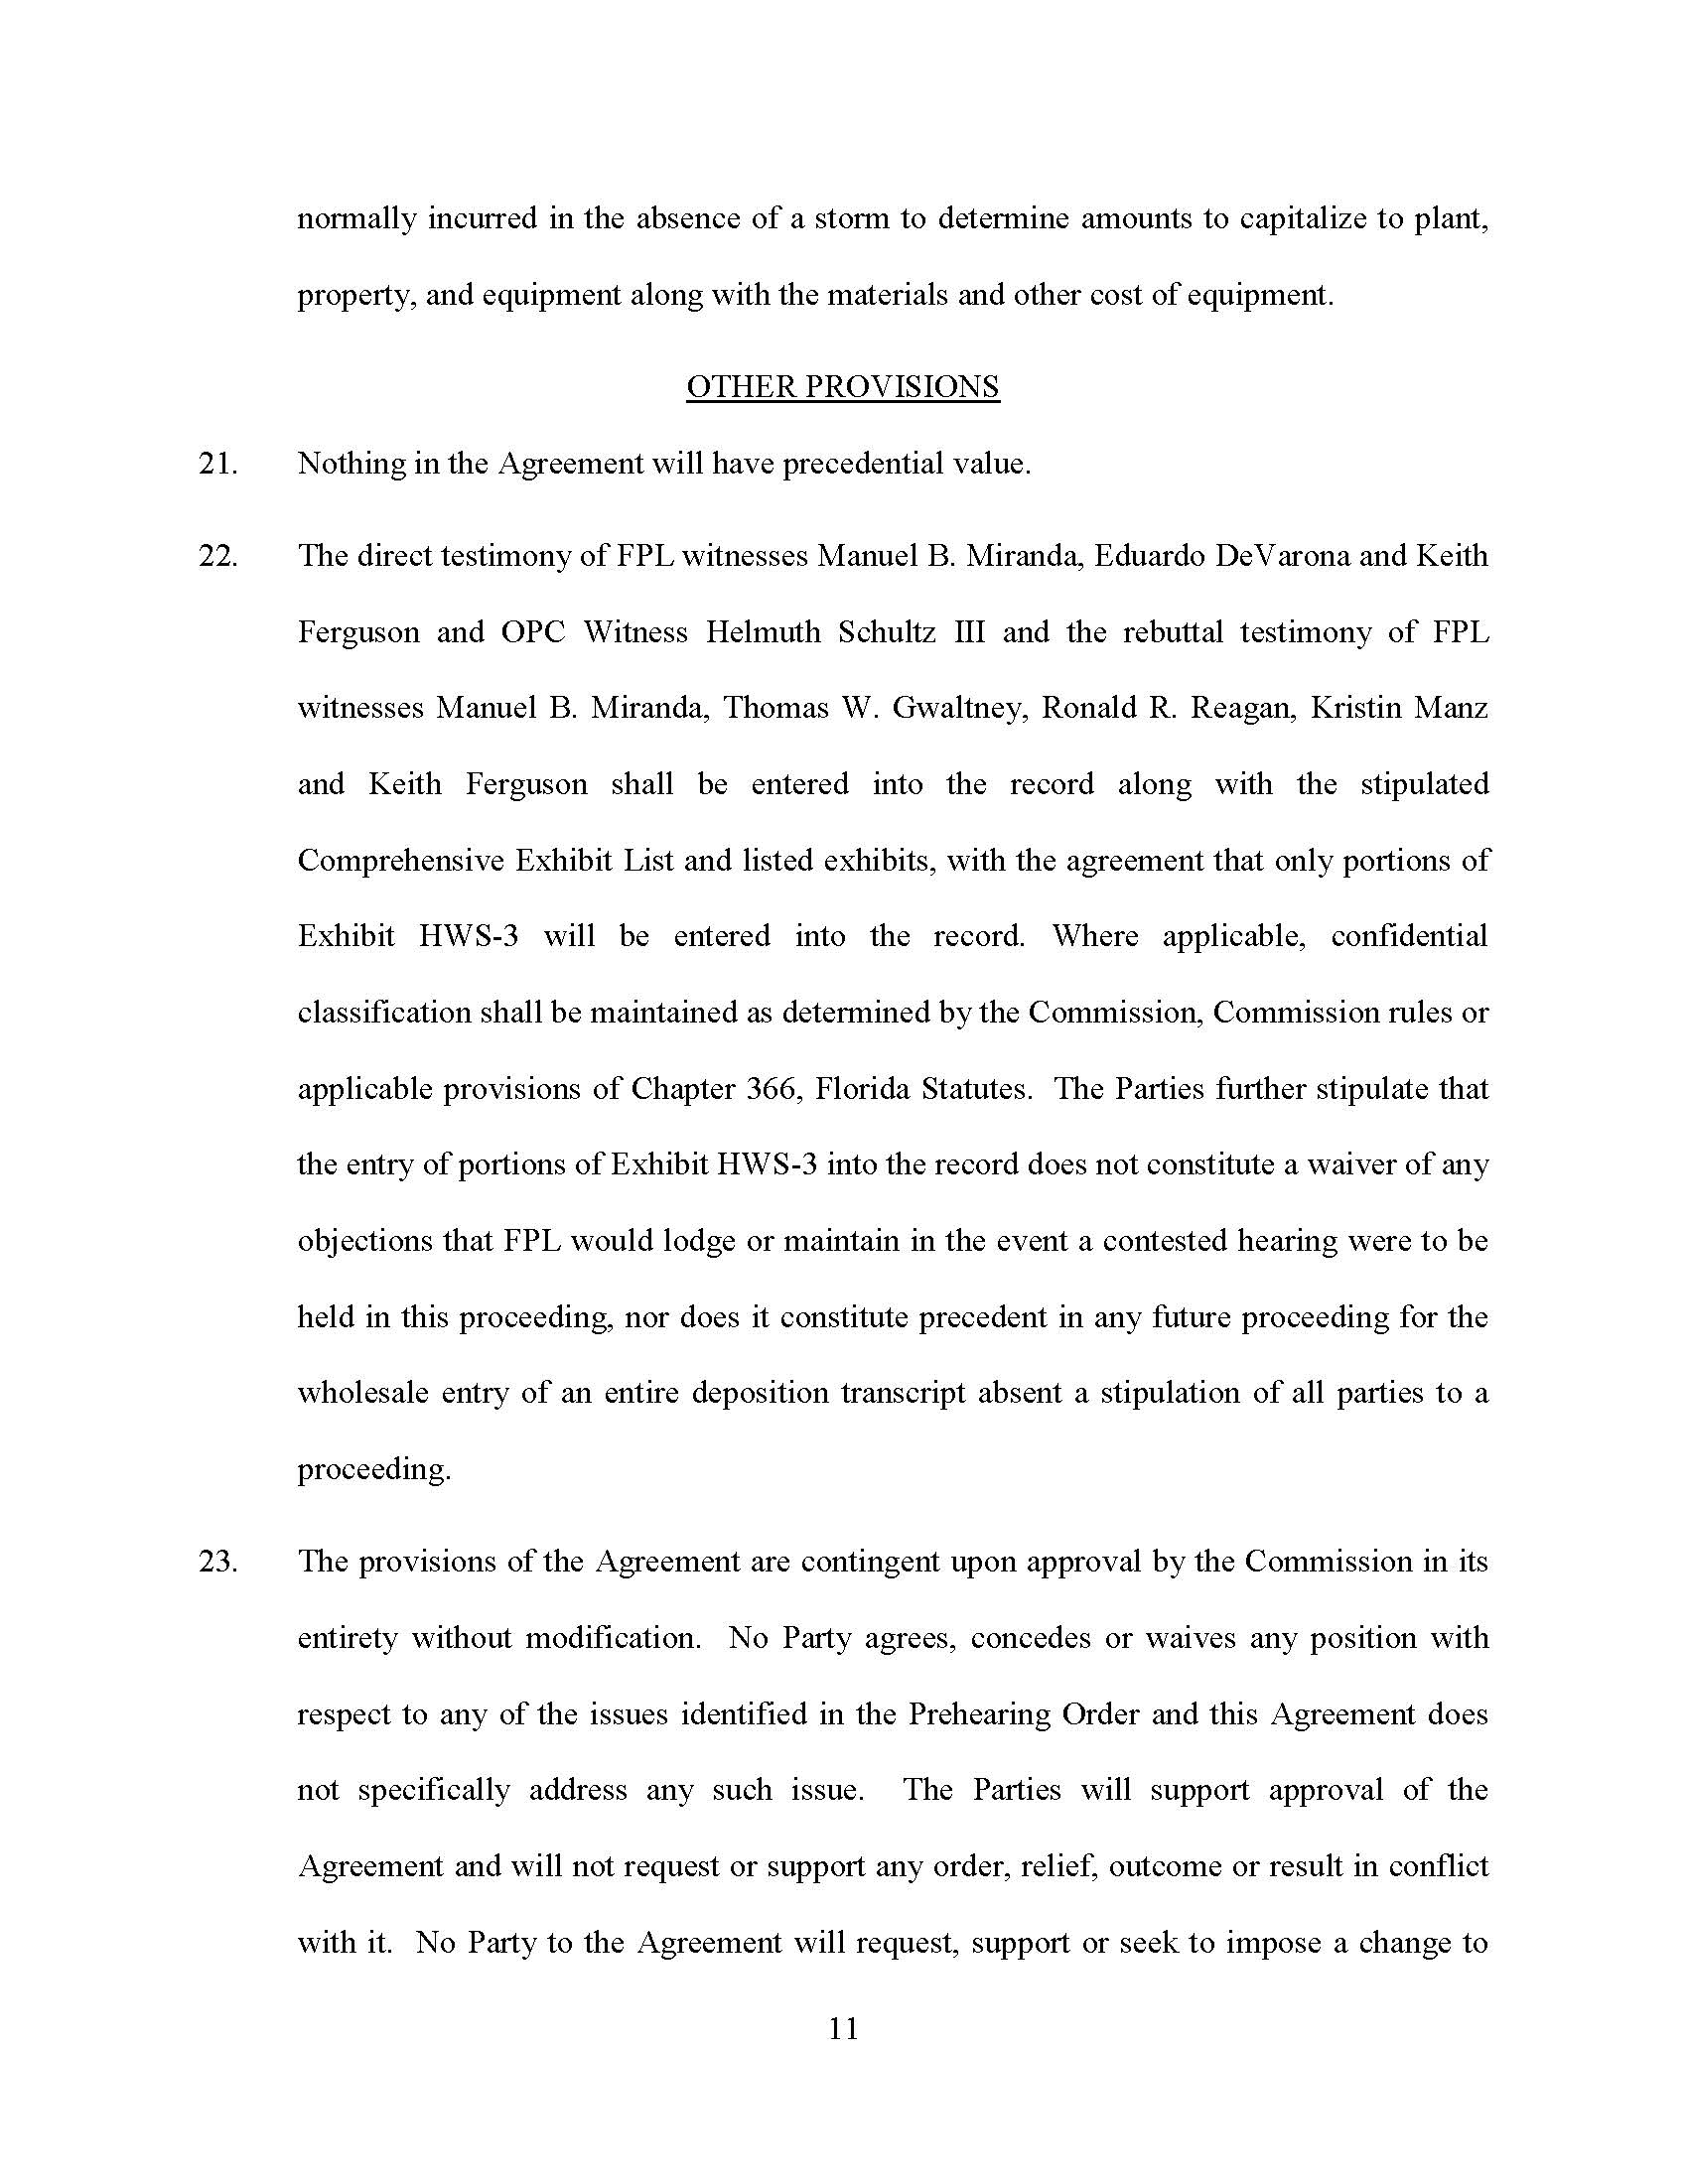 normally incurred in the absence of a storm to determine amounts to capitalize to plant,
property, and equipment along with the materials and other cost of equipment.
OTHER PROVISIONS
21. Nothing in the Agreement will have precedential value.
22. The direct testimony of FPL witnesses Manuel B. Miranda, Eduardo DeVarona and Keith
Ferguson and OPC Witness Helmuth Schultz III and the rebuttal testimony of FPL
witnesses Manuel B. Miranda, Thomas W. Gwaltney, Ronald R. Reagan, Kristin Manz
and Keith Ferguson shall be entered into the record along with the stipulated
Comprehensive Exhibit List and listed exhibits, with the agreement that only portions of
Exhibit HWS-3 will be entered into the record. Where applicable, confidential
classification shall be maintained as determined by the Commission, Commission rules or
applicable provisions of Chapter 366, Florida Statutes. The Parties further stipulate that
the entry of portions of Exhibit HWS-3 into the record does not constitute a waiver of any
objections that FPL would lodge or maintain in the event a contested hearing were to be
held in this proceeding, nor does it constitute precedent in any future proceeding for the
wholesale entry of an entire deposition transcript absent a stipulation of all parties to a
proceeding.
23. The provisions of the Agreement are contingent upon approval by the Commission in its
entirety without modification. No Party agrees, concedes or waives any position with
respect to any of the issues identified in the Prehearing Order and this Agreement does
not specifically address any such issue. The Parties will support approval of the
Agreement and will not request or support any order, relief, outcome or result in conflict
with it. No Party to the Agreement will request, support or seek to impose a change to
11